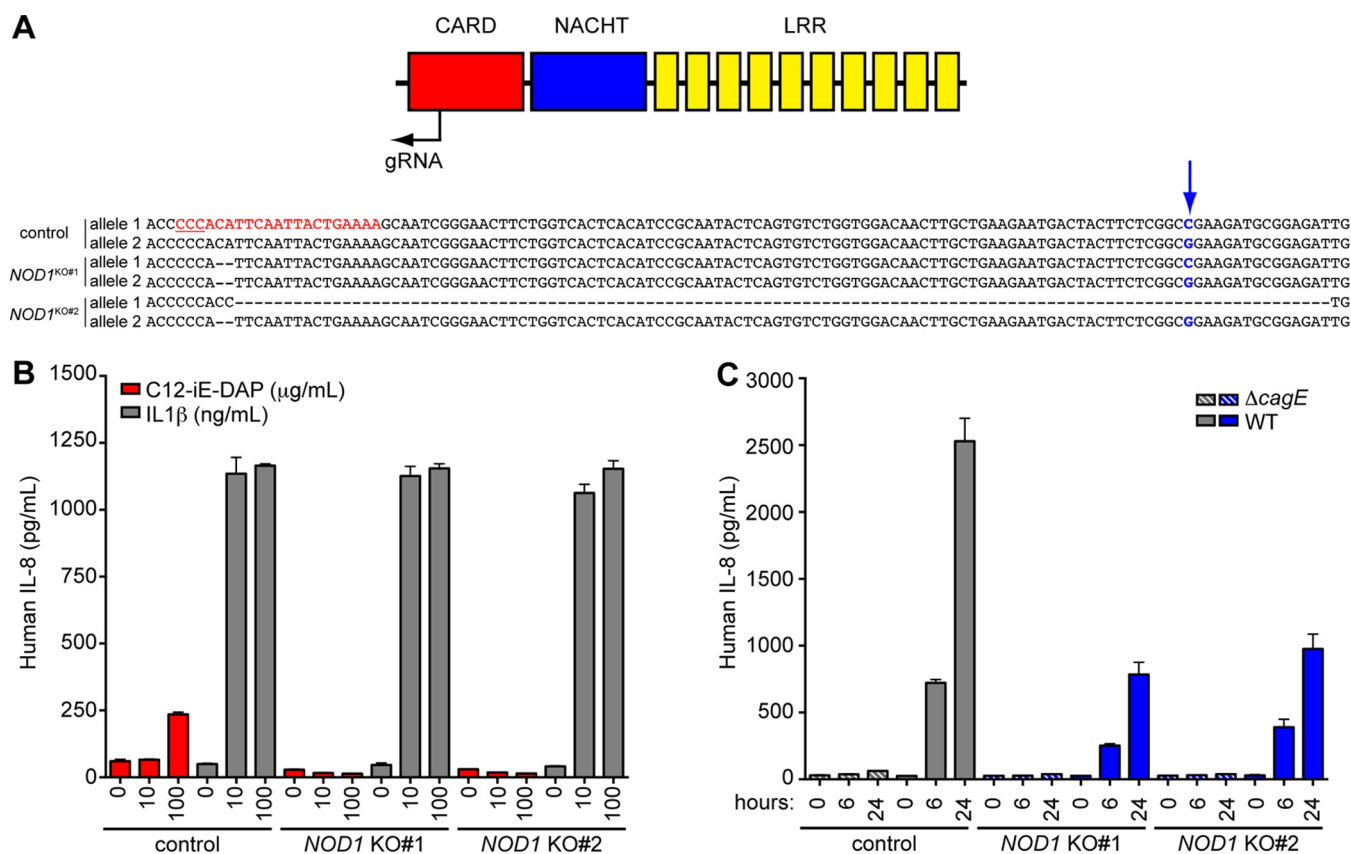 A
CARD NACHT LRR
gRNA
control
allele 1 ACCCCCACATTCAATTACTGAAAAGCAATCGGGAACTTCTGGTCACTCACATCCGCAATACTCAGTGTCTGGTGGACAACTTGCTGAAGAATGACTACTTCTCGGCCGAAGATGCGGAGATTG
allele 2 ACCCCCACATTCAATTACTGAAAAGCAATCGGGAACTTCTGGTCACTCACATCCGCAATACTCAGTGTCTGGTGGACAACTTGCTGAAGAATGACTACTTCTCGGCGGAAGATGCGGAGATTG
NOD1KO#1
allele 1 ACCCCCA--TTCAATTACTGAAAAGCAATCGGGAACTTCTGGTCACTCACATCCGCAATACTCAGTGTCTGGTGGACAACTTGCTGAAGAATGACTACTTCTCGGCCGAAGATGCGGAGATTG
allele 2 ACCCCCA--TTCAATTACTGAAAAGCAATCGGGAACTTCTGGTCACTCACATCCGCAATACTCAGTGTCTGGTGGACAACTTGCTGAAGAATGACTACTTCTCGGCGGAAGATGCGGAGATTG
NOD1KO#2
allele 1 ACCCCCACC----------------------------------------------------------------------------------------------------------------TG
allele 2 ACCCCCA--TTCAATTACTGAAAAGCAATCGGGAACTTCTGGTCACTCACATCCGCAATACTCAGTGTCTGGTGGACAACTTGCTGAAGAATGACTACTTCTCGGCGGAAGATGCGGAGATTG
B
Human IL-8 (pg/mL)
1500
1250
1000
750
500
250
0
C12-iE-DAP (μg/mL)
IL1β (ng/mL)
0 10 100 0 10 100 0 10 100 0 10 100 0 10 100 0 10 100
control NOD1 KO#1 NOD1 KO#2
C
Human IL-8 (pg/mL)
3000
2500
2000
1500
1000
500
0
ΔcagE
WT
hours: 0 6 24 0 6 24 0 6 24 0 6 24 0 6 24 0 6 24
control NOD1 KO#1 NOD1 KO#2